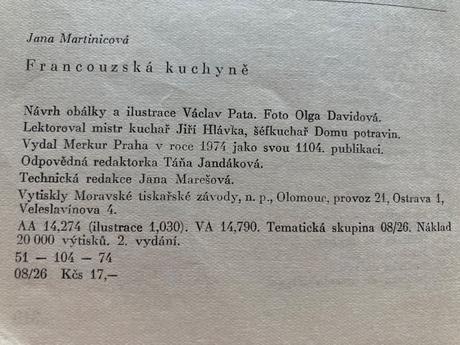 Jana Martinicová
Francouzská kuchyně
Návrh obálky a ilustrace Václav Pata. Foto Olga Davidová.
Lektoroval mistr kuchař Jiří Hlávka, šéfkuchař Domu potravin.
Vydal Merkur Praha v roce 1974 jako svou 1104. publikaci.
Odpovědná redaktorka Táňa Jandáková.
Technická redakce Jana Marešová.
Vytiskly Moravské tiskařské závody, n. p., Olomouc, provoz 21, Ostrava 1,
Veleslavínova 4.
AA 14,274 (ilustrace 1,030). VA 14,790. Tematická skupina 08/26. Náklad
20 000 výtisků. 2. vydání.
51 — 104 — 74
08/26 Kčs 17,—